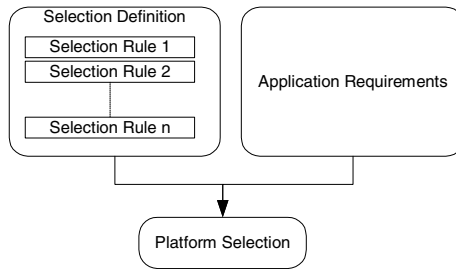 Selection Definition
Selection Rule 1
Selection Rule 2
Selection Rule n
Application Requirements
Platform Selection